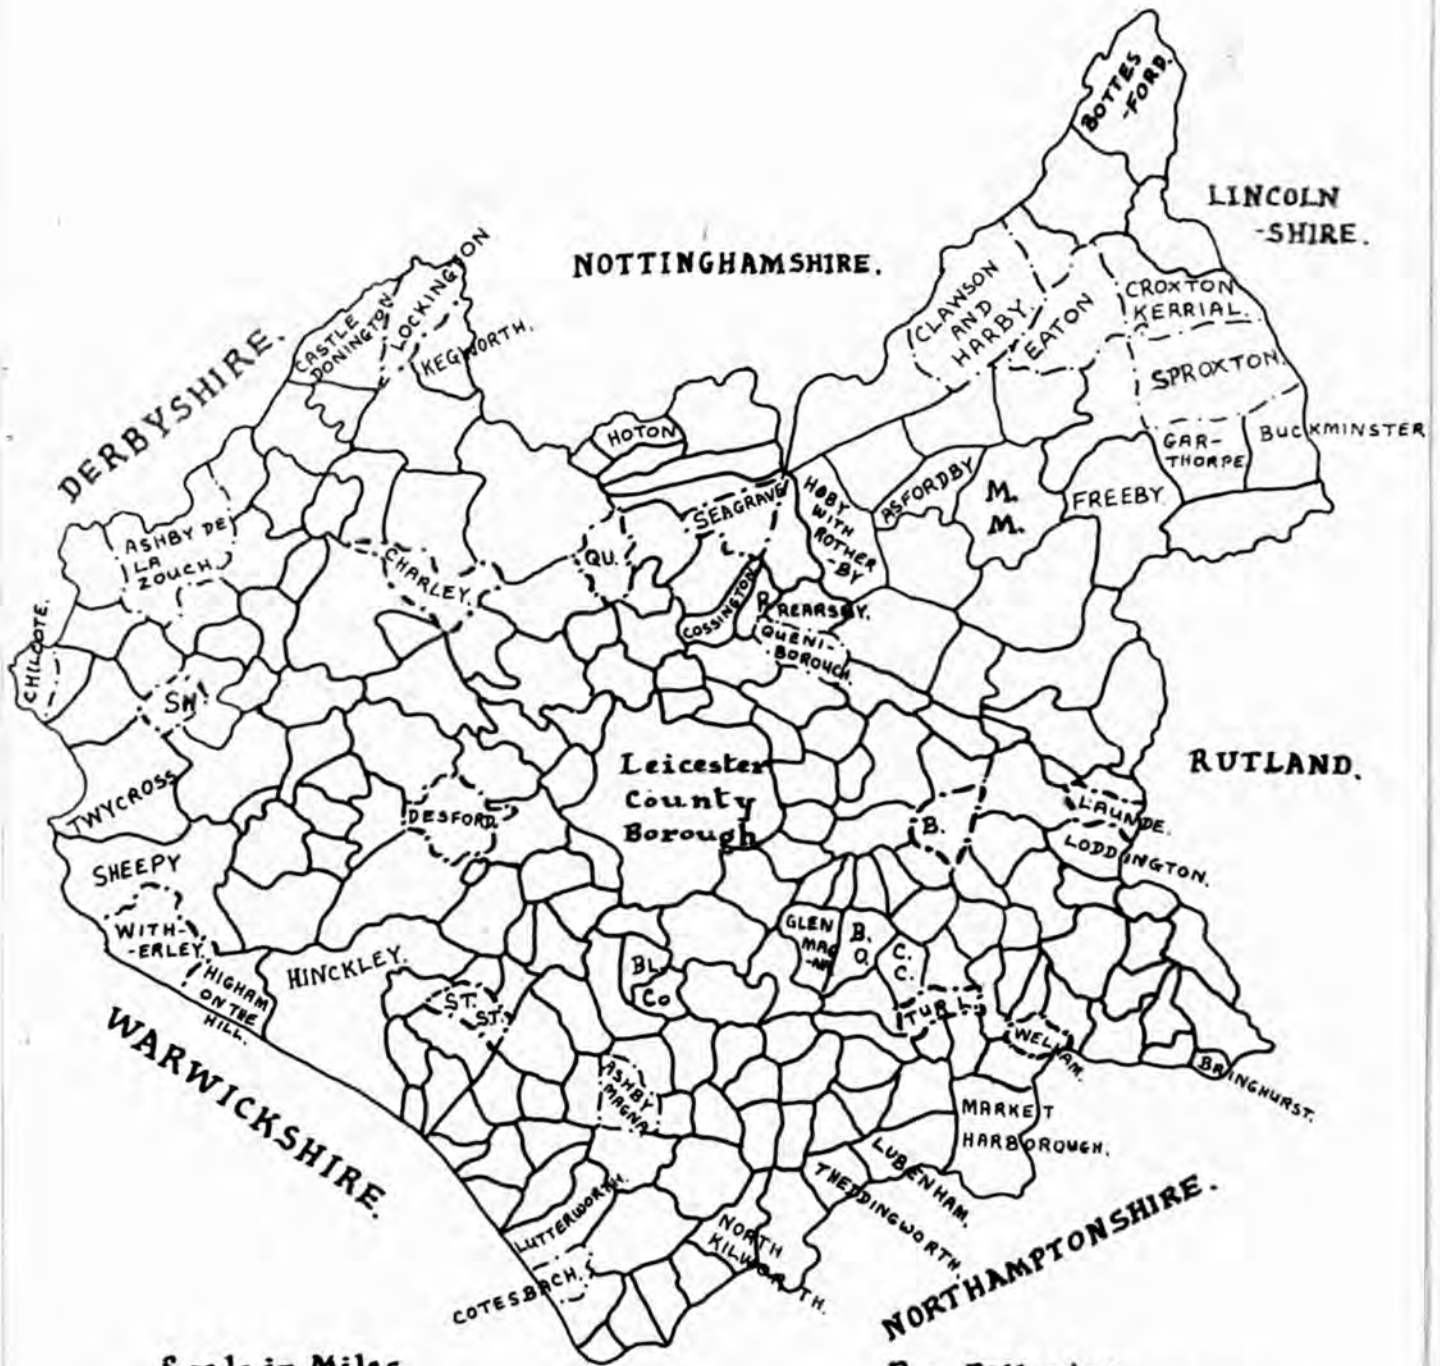 BOTTES
-FORD.
LINCOLN
-SHIRE.
NOTTINGHAMSHIRE.
CLAWSON
AND
HARBY.
EATON
CROXTON
KERRIAL.
SPROXTON.
CASTLE
DONINGTON
LOCKINGTON
KEGWORTH.
DERBYSHIRE.
HOTON
GAR-
THORPE
BUCKMINSTER
ASFORDBY
M.
M.
FREEBY
SEAGRAVE
HOBY
WITH
ROTHER
-BY
ASHBY DE
LA
ZOUCH
CHARLEY.
QU.
COSSINGTON
R.
REARSBY.
QUENI-
BOROUGH.
CHILCOTE.
SN.
Leicester
County
Borough
RUTLAND.
TWYCROSS
DESFORD.
B.
LAUNDE.
LODDINGTON.
SHEEPY
WITH-
-ERLEY.
HIGHAM
ON THE
HILL.
HINCKLEY.
ST.
ST.
BL.
Co
GLEN
MAG
B.
O.
C.
C.
TUR L.
WELHAM.
BRINGHURST.
WARWICKSHIRE.
ASHBY
MAGNA
MARKET
HARBOROUGH.
LUBENHAM.
THEDDINGWORTH.
LUTTERWORTH.
NORTH
KILWORTH.
COTESBACH.
NORTHAMPTONSHIRE.
Scale in Miles